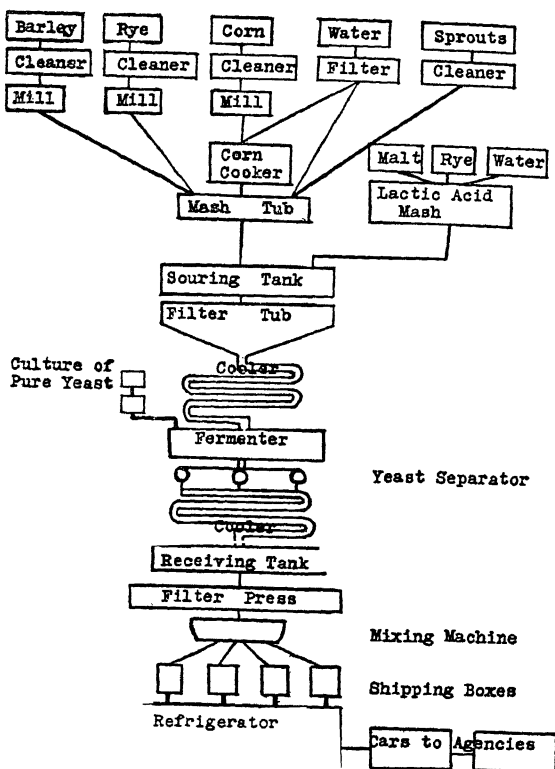 Barley Rye Corn Water Sprouts
Cleaner Cleaner Cleaner Filter Cleaner
Mill Mill Mill
Corn
Cooker
Malt Rye Water
Mash Tub
Lactic Acid
Mash
Souring Tank
Filter Tub
Cooler
Culture of
Pure Yeast
Fermenter
Yeast Separator
Cooler
Receiving Tank
Filter Press
Mixing Machine
Shipping Boxes
Refrigerator
Cars to Agencies